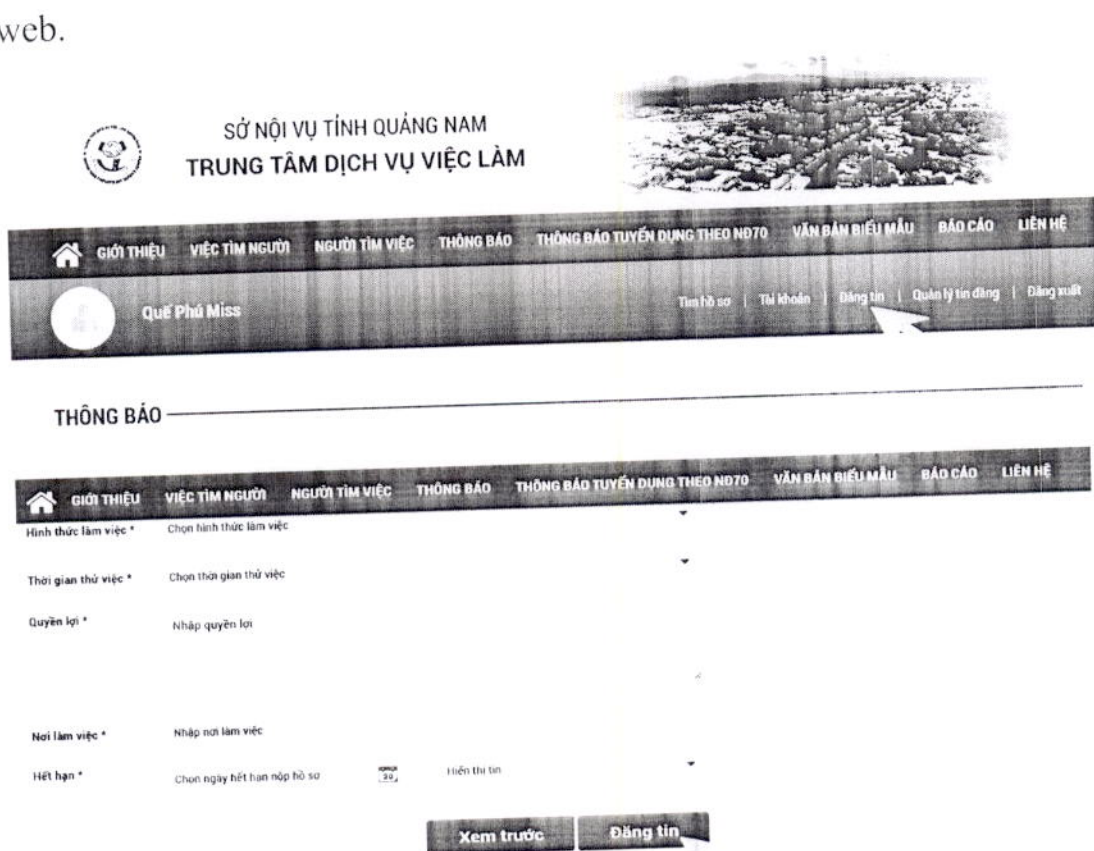 web.
SỞ NỘI VỤ TỈNH QUẢNG NAM
TRUNG TÂM DỊCH VỤ VIỆC LÀM
GIỚI THIỆU VIỆC TÌM NGƯỜI NGƯỜI TÌM VIỆC THÔNG BÁO THÔNG BÁO TUYỂN DỤNG THEO NĐ70 VĂN BẢN BIỂU MẪU BÁO CÁO LIÊN HỆ
Quế Phú Miss
Tìm hồ sơ | Tài khoản | Đăng tin | Quản lý tin đăng | Đăng xuất
THÔNG BÁO
GIỚI THIỆU VIỆC TÌM NGƯỜI NGƯỜI TÌM VIỆC THÔNG BÁO THÔNG BÁO TUYỂN DỤNG THEO NĐ70 VĂN BẢN BIỂU MẪU BÁO CÁO LIÊN HỆ
Hình thức làm việc * Chọn hình thức làm việc
Thời gian thử việc * Chọn thời gian thử việc
Quyền lợi * Nhập quyền lợi
Nơi làm việc * Nhập nơi làm việc
Hết hạn * Chọn ngày hết hạn nộp hồ sơ 20 Hiển thị tin
Xem trước Đăng tin